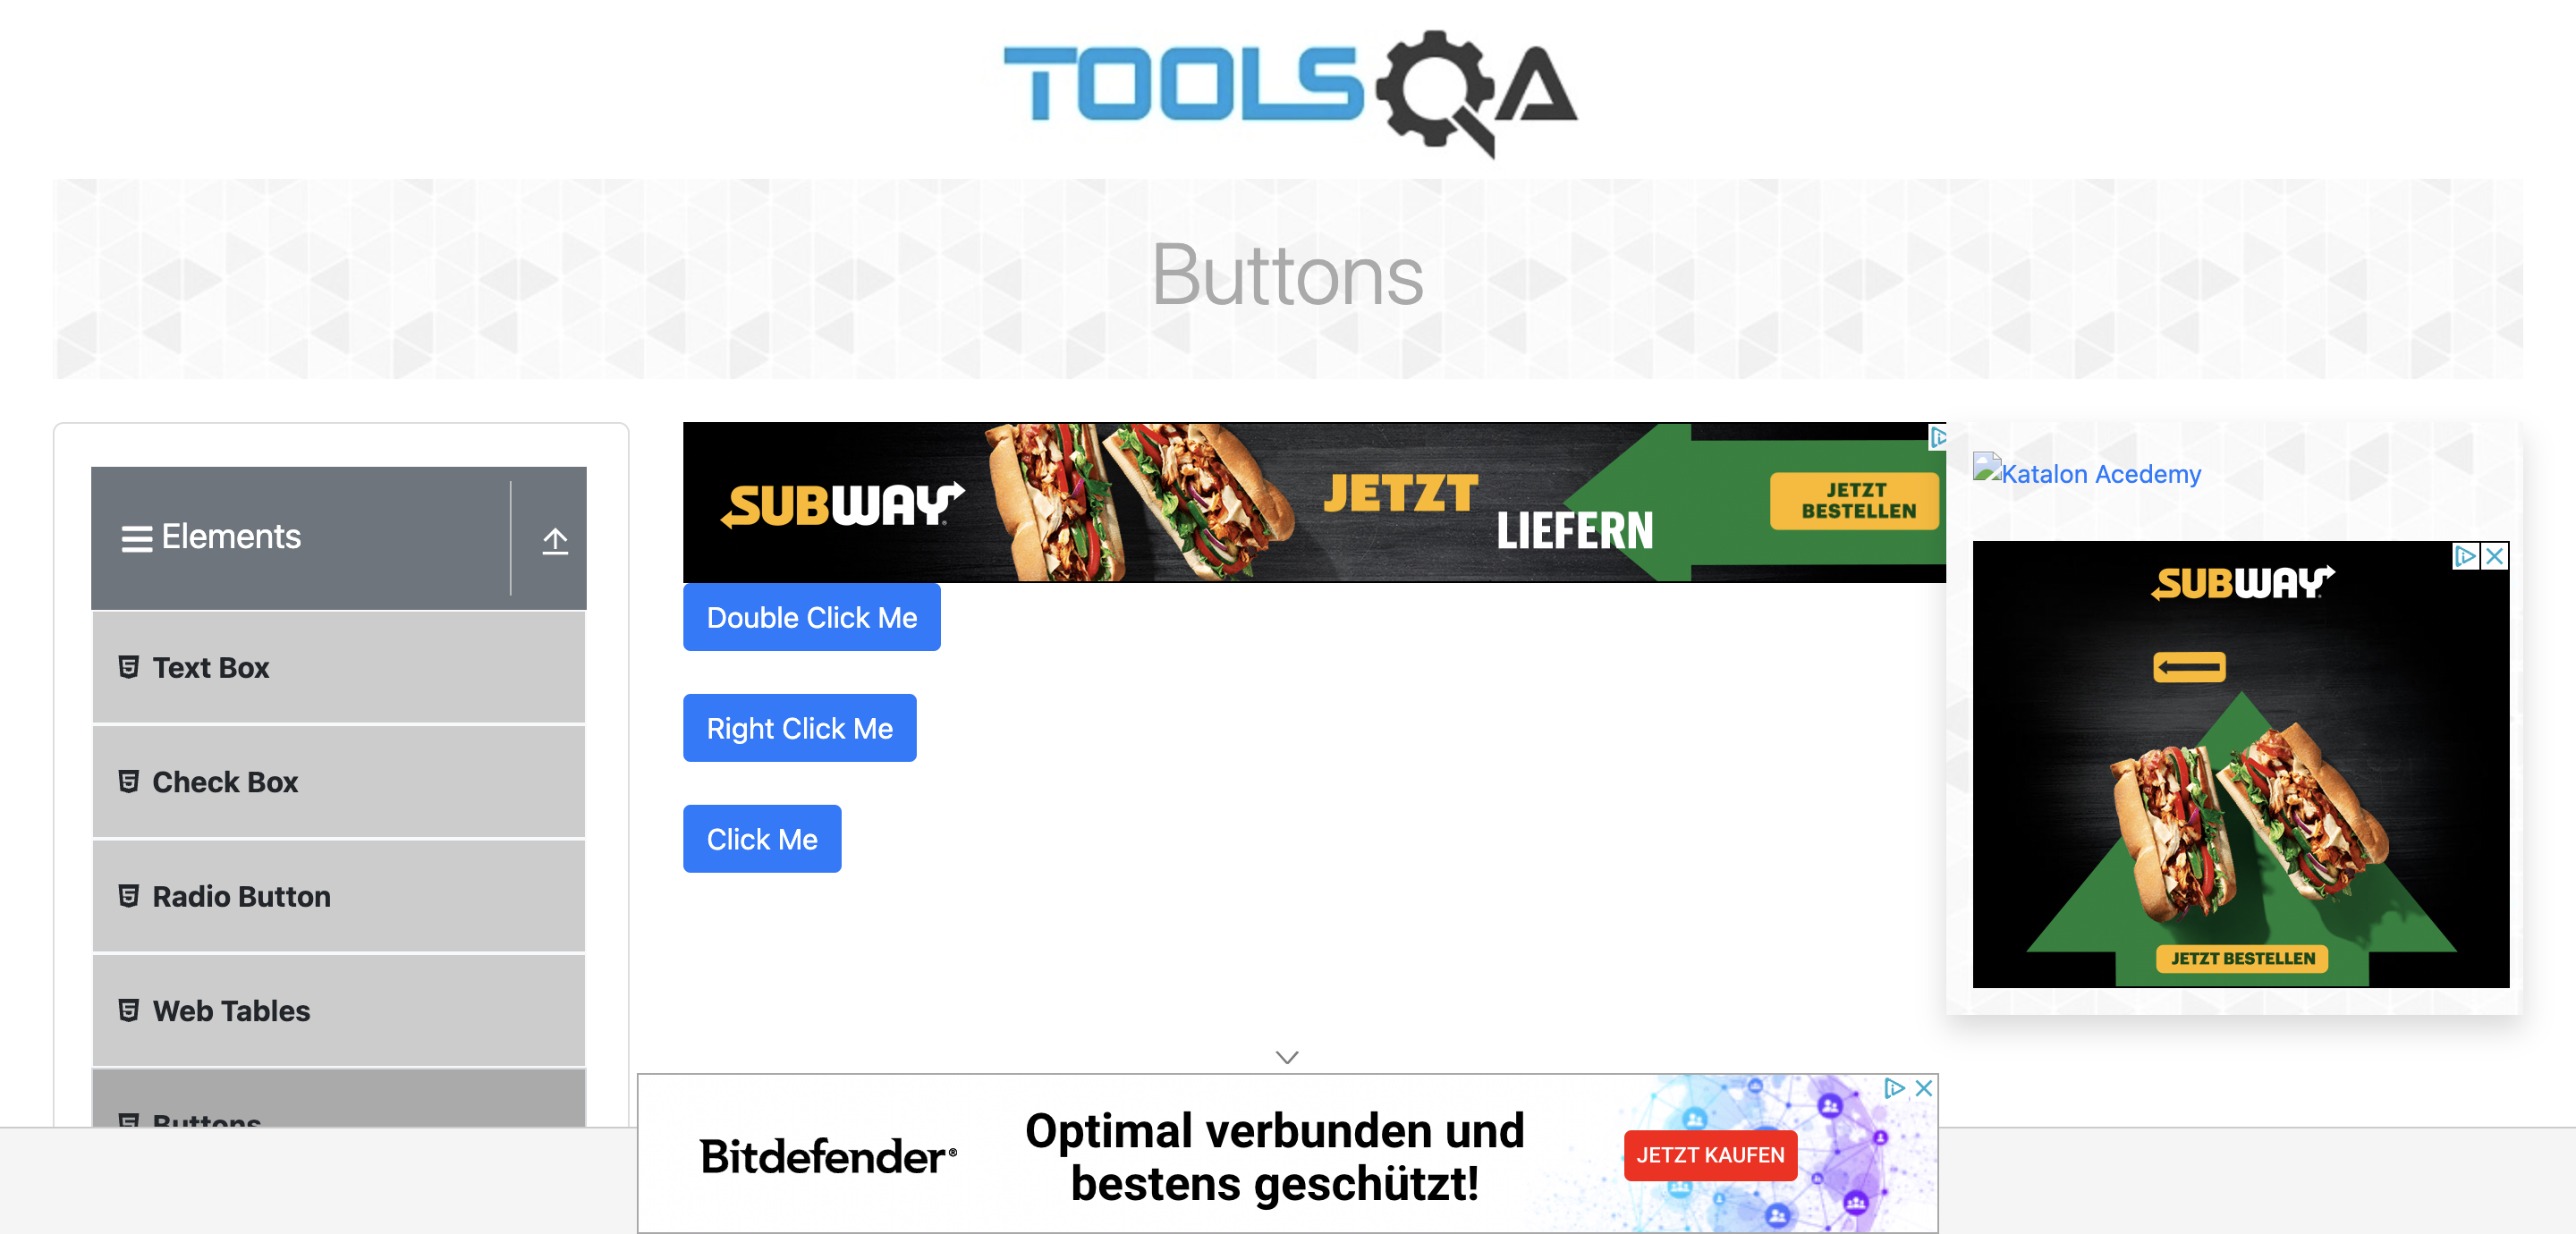 TOOLSQA
Buttons
Elements
Text Box
Check Box
Radio Button
Web Tables
Buttons
SUBWAY
JETZT
LIEFERN
JETZT
BESTELLEN
Double Click Me
Right Click Me
Click Me
Katalon Acedemy
SUBWAY
JETZT BESTELLEN
Bitdefender®
Optimal verbunden und
bestens geschützt!
JETZT KAUFEN